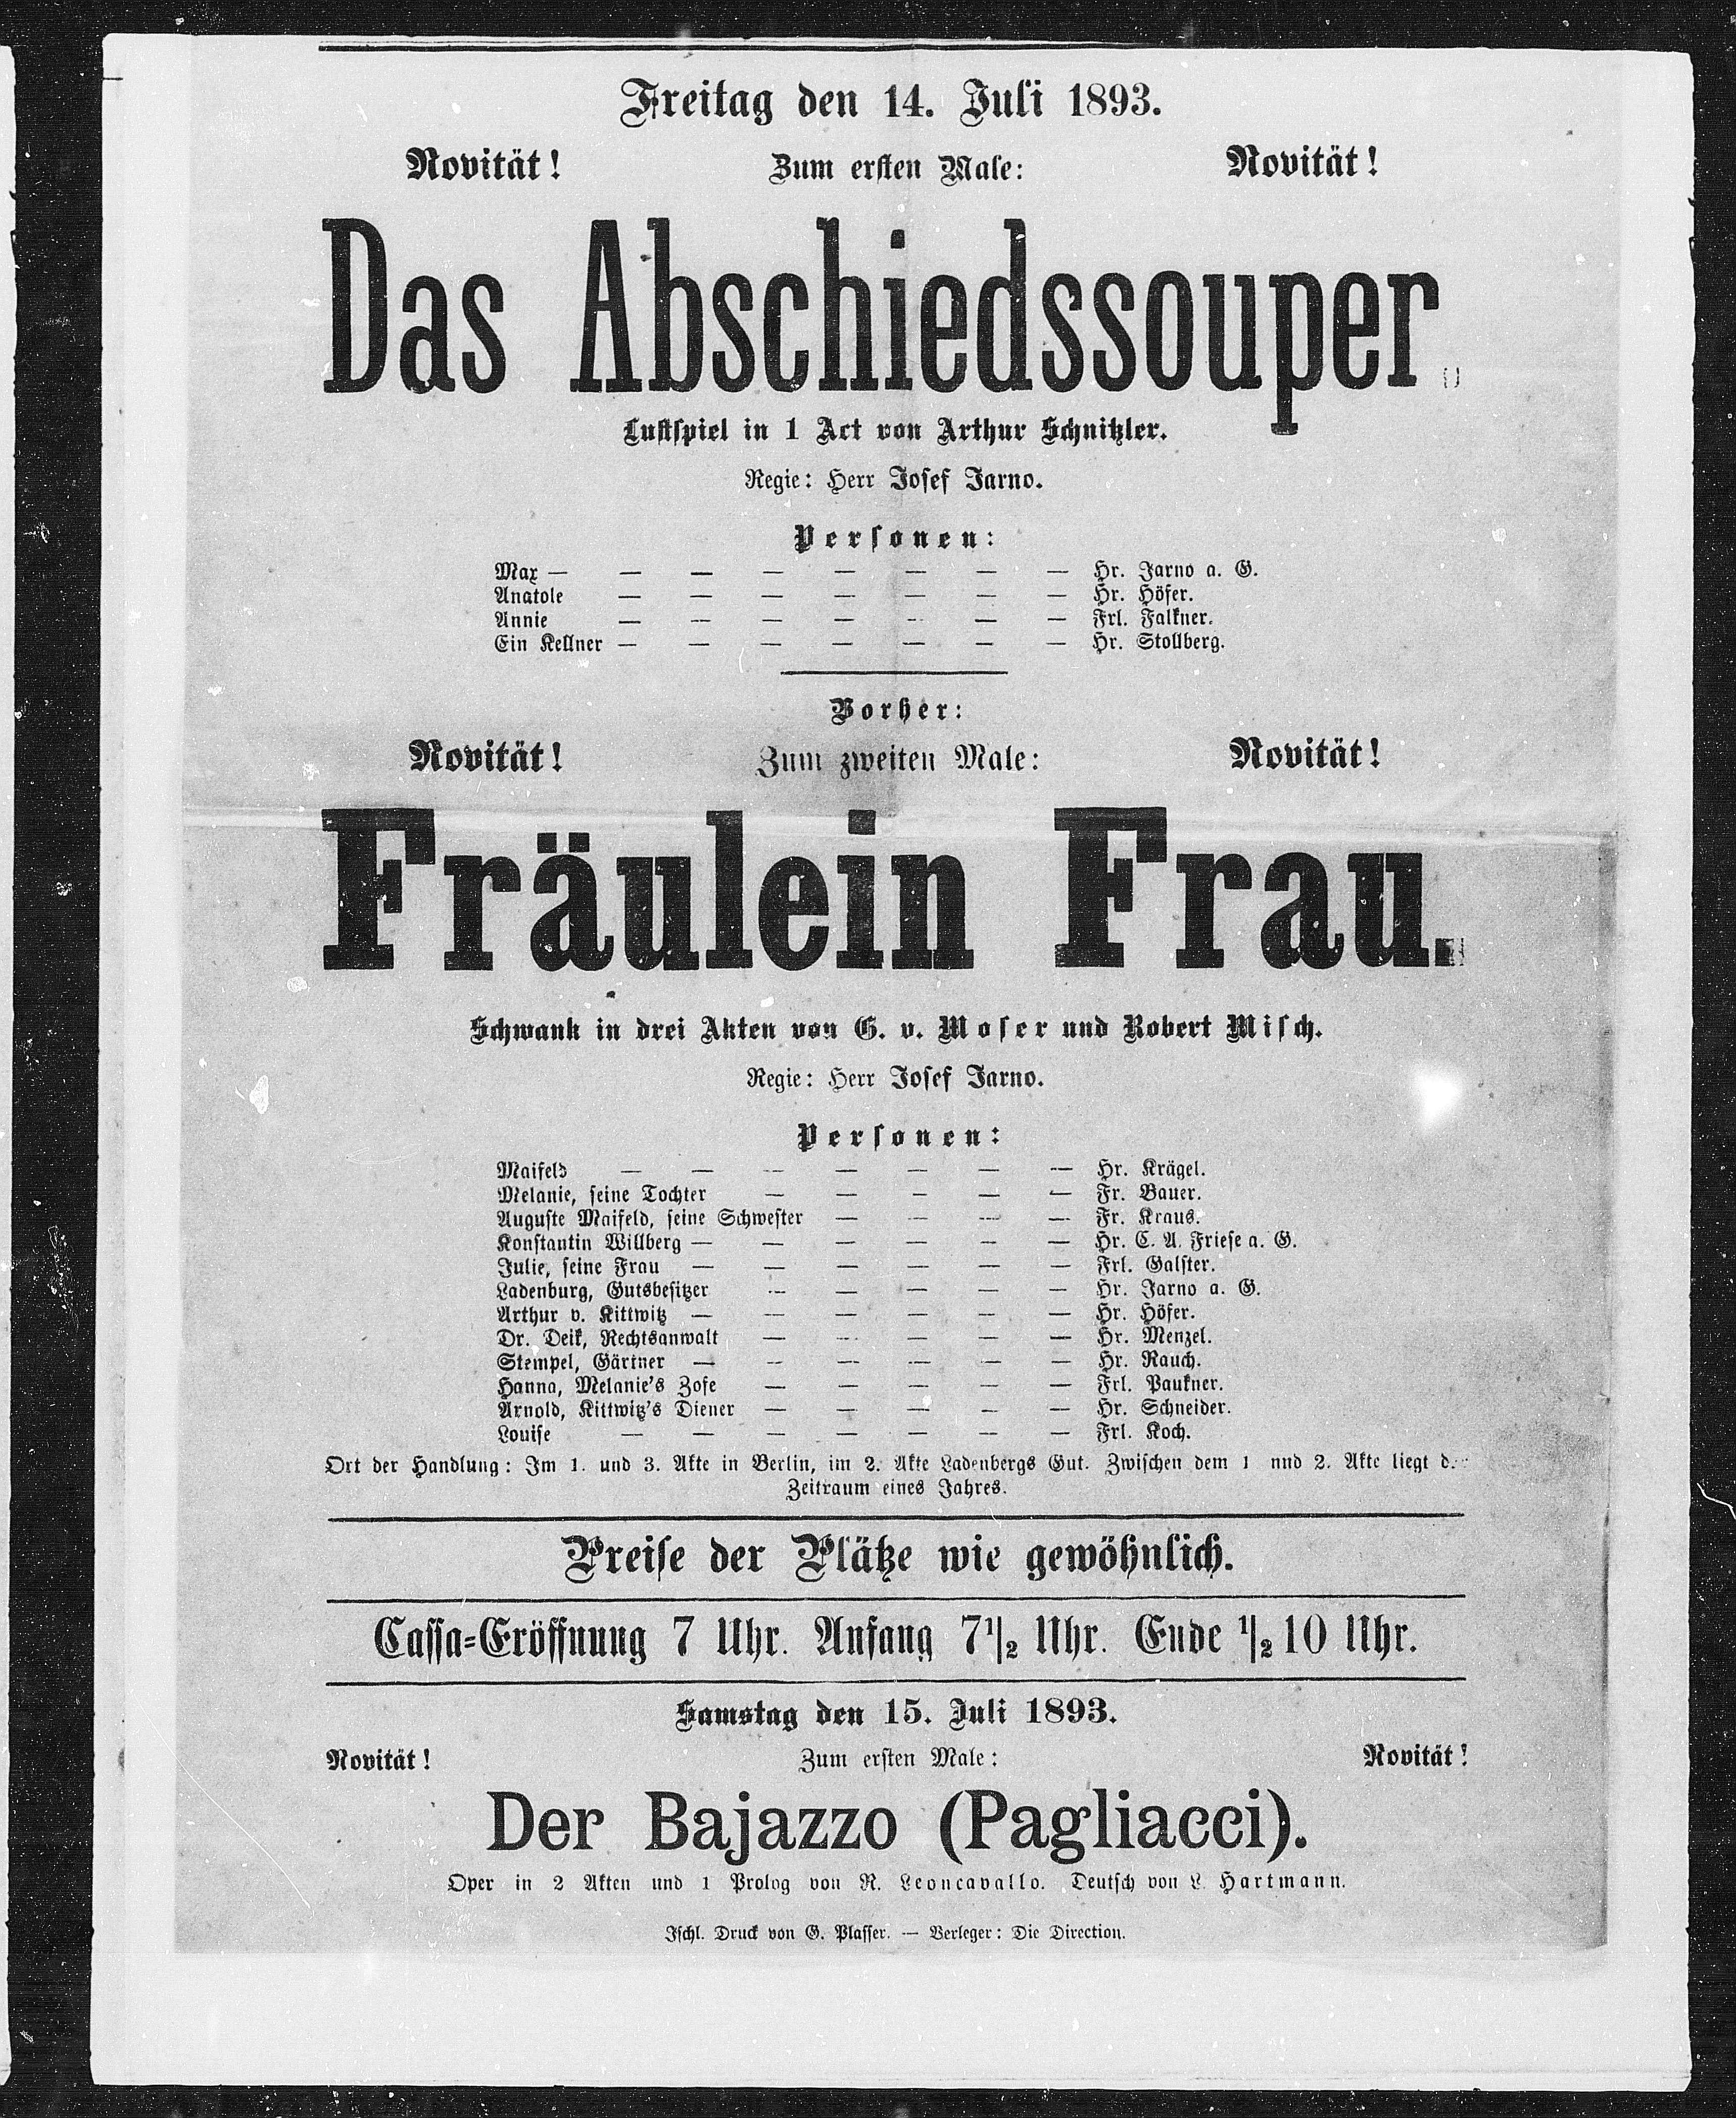 Freitag den 14. Juli 1893.
Novität! Zum ersten Male: Novität!
Das Abschiedssouper
Lustspiel in 1 Act von Arthur Schnitzler.
Regie: Herr Josef Jarno.
Personen:
Max — — — — — — — — Hr. Jarno a. G.
Anatole — — — — — — — Hr. Höfer.
Annie — — — — — — — Frl. Falkner.
Ein Kellner — — — — — — — Hr. Stollberg.
Vorher:
Novität! Zum zweiten Male: Novität!
Fräulein Frau.
Schwank in drei Akten von G. v. Moser und Robert Misch.
Regie: Herr Josef Jarno.
Personen:
Maifeld — — — — — — — Hr. Krägel.
Melanie, seine Tochter — — — — — Fr. Bauer.
Auguste Maifeld, seine Schwester — — — — Fr. Kraus.
Konstantin Willberg — — — — — — Hr. C. A. Friese a. G.
Julie, seine Frau — — — — — — Frl. Galster.
Ladenburg, Gutsbesitzer — — — — — Hr. Jarno a. G.
Arthur v. Kittwitz — — — — — — Hr. Höfer.
Dr. Deik, Rechtsanwalt — — — — — Hr. Menzel.
Stempel, Gärtner — — — — — — Hr. Rauch.
Hanna, Melanie's Zofe — — — — — Frl. Paukner.
Arnold, Kittwitz's Diener — — — — — Hr. Schneider.
Louise — — — — — — — Frl. Koch.
Ort der Handlung: Im 1. und 3. Akte in Berlin, im 2. Akte Ladenbergs Gut. Zwischen dem 1 nnd 2. Akte liegt
Zeitraum eines Jahres.
Preise der Plätze wie gewöhnlich.
Cassa-Eröffnung 7 Uhr. Anfang 7½ Uhr. Ende ½10 Uhr.
Samstag den 15. Juli 1893.
Novität! Zum ersten Male: Novität!
Der Bajazzo (Pagliacci).
Oper in 2 Akten und 1 Prolog von R. Leoncavallo. Deutsch von L. Hartmann.
Ischl. Druck von G. Plasser. — Verleger: Die Direction.